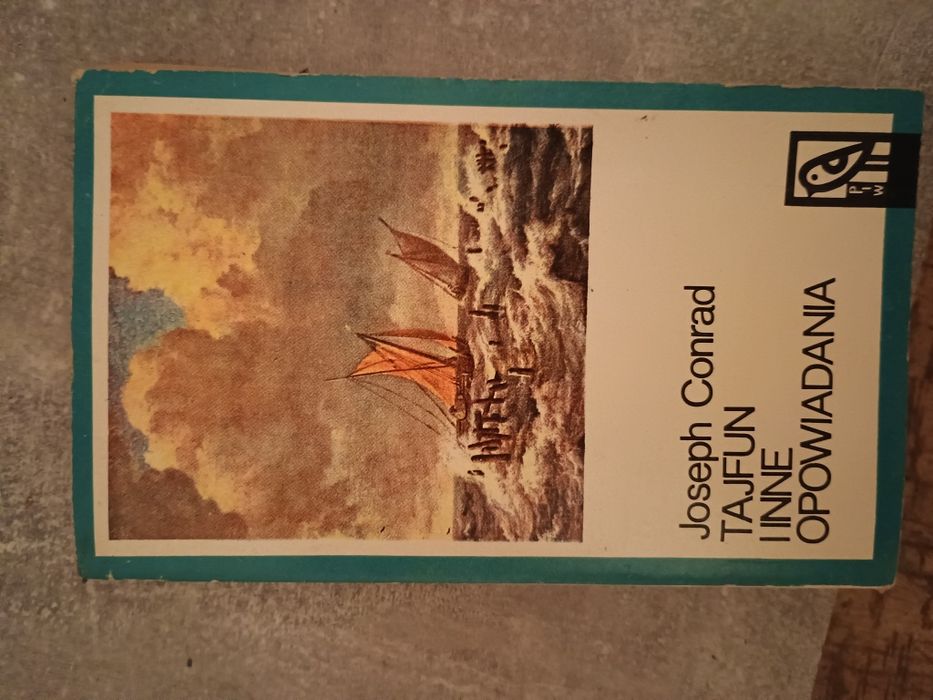 PIW
Joseph Conrad
TAJFUN
I INNE
OPOWIADANIA